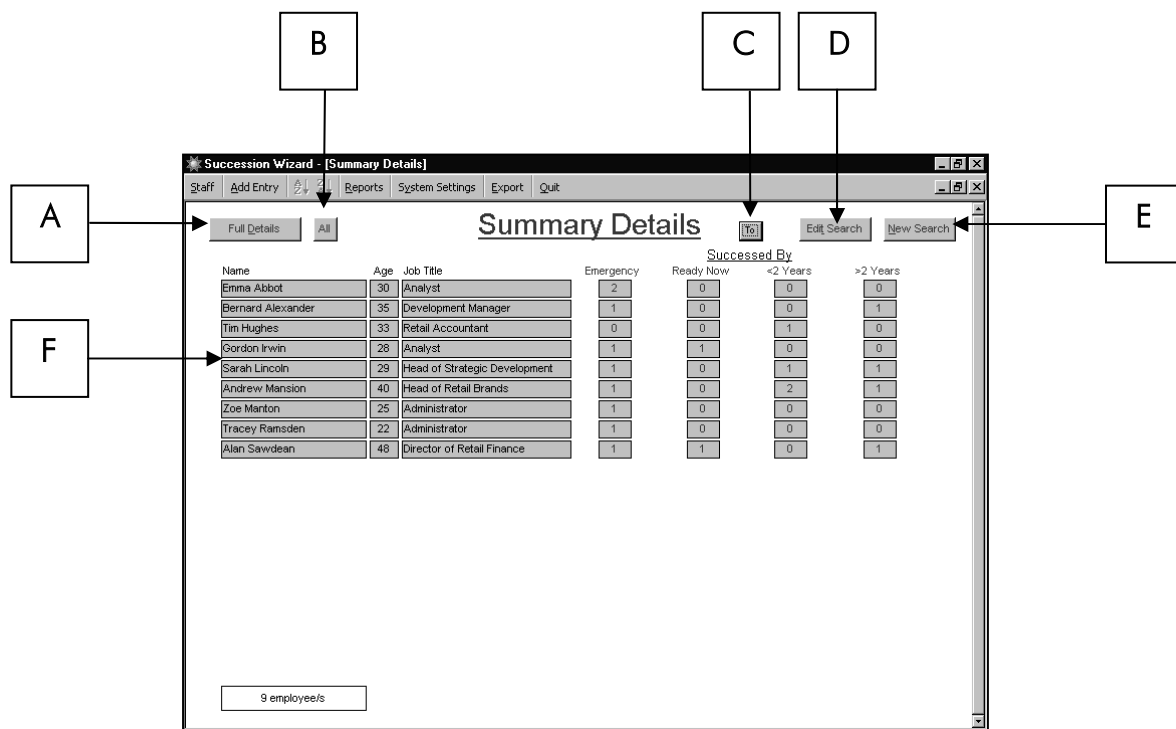 B
C
D
Succession Wizard - [Summary Details]
Staff Add Entry Reports System Settings Export Quit
A
Full Details All Summary Details To Edit Search New Search
E
Successed By
Name Age Job Title Emergency Ready Now <2 Years >2 Years
Emma Abbot 30 Analyst 2 0 0 0
Bernard Alexander 35 Development Manager 1 0 0 1
Tim Hughes 33 Retail Accountant 0 0 1 0
F
Gordon Irwin 28 Analyst 1 1 0 0
Sarah Lincoln 29 Head of Strategic Development 1 0 1 1
Andrew Mansion 40 Head of Retail Brands 1 0 2 1
Zoe Manton 25 Administrator 1 0 0 0
Tracey Ramsden 22 Administrator 1 0 0 0
Alan Sawdean 48 Director of Retail Finance 1 1 0 1
9 employee/s